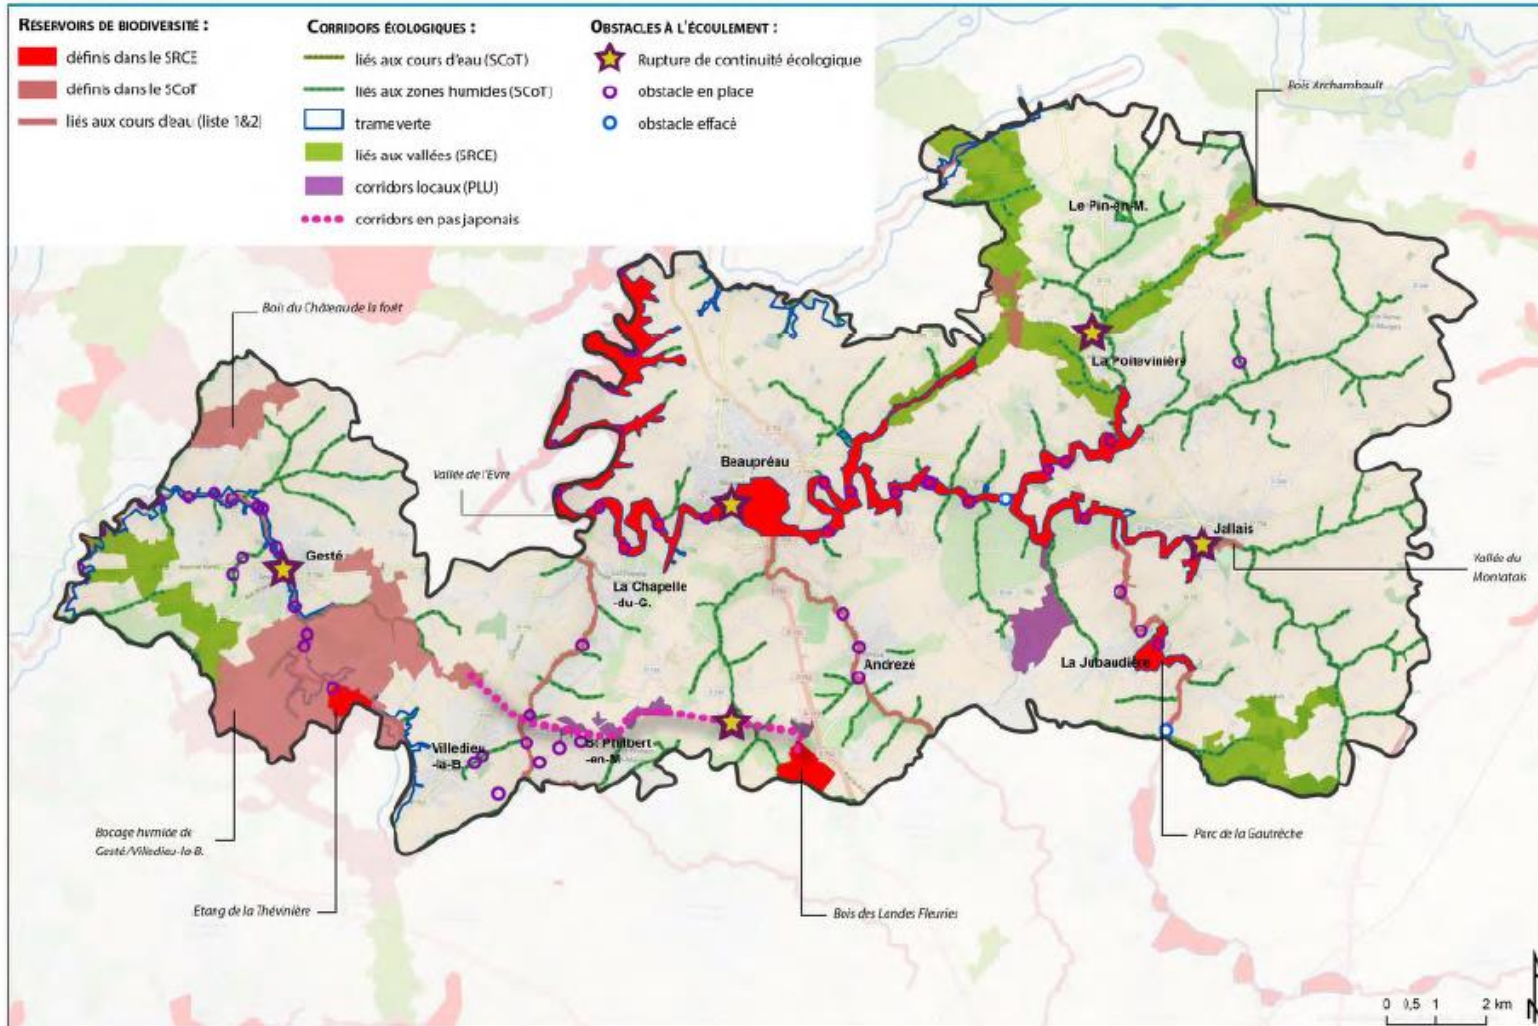 RÉSERVOIRS DE BIODIVERSITÉ :
définis dans le SRCE
définis dans le SCoT
liés aux cours d'eau (liste 1&2)
CORRIDORS ÉCOLOGIQUES :
liés aux cours d'eau (SCoT)
liés aux zones humides (SCoT)
trame verte
liés aux vallées (SRCE)
corridors locaux (PLU)
corridors en pas japonais
OBSTACLES À L'ÉCOULEMENT :
Rupture de continuité écologique
obstacle en place
obstacle effacé
Bois Archambault
Le Pin-en-M.
Bois du Château de la forêt
La Poitevinière
Vallée de l'Evre
Beaupréau
Jallais
Gesté
Vallée du
Montatais
La Chapelle
-du-G.
Andrezé
La Jubaudière
Villedieu
-la-B.
St Philbert
-en-M
Bocage humide de
Gesté/Villedieu-la-B.
Parc de la Gautrèche
Etang de la Thévinière
Bois des Landes Fleuries
0 0,5 1 2 km
N